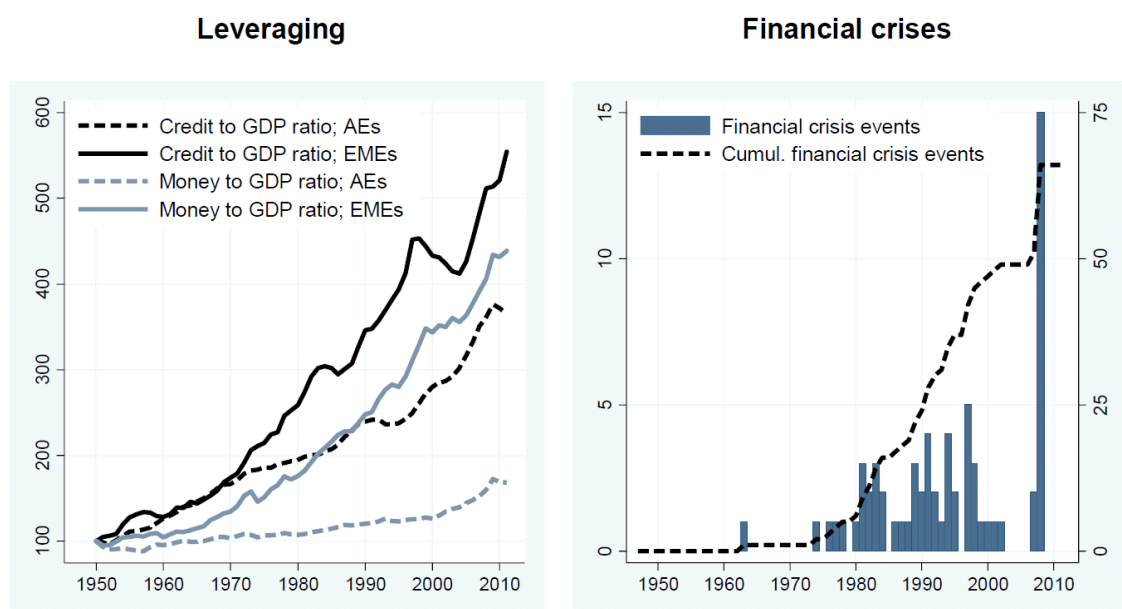 Leveraging
Financial crises
600
500
400
300
200
100
Credit to GDP ratio; AEs
Credit to GDP ratio; EMEs
Money to GDP ratio; AEs
Money to GDP ratio; EMEs
1950 1960 1970 1980 1990 2000 2010
15
10
5
0
Financial crisis events
Cumul. financial crisis events
75
50
25
0
1950 1960 1970 1980 1990 2000 2010